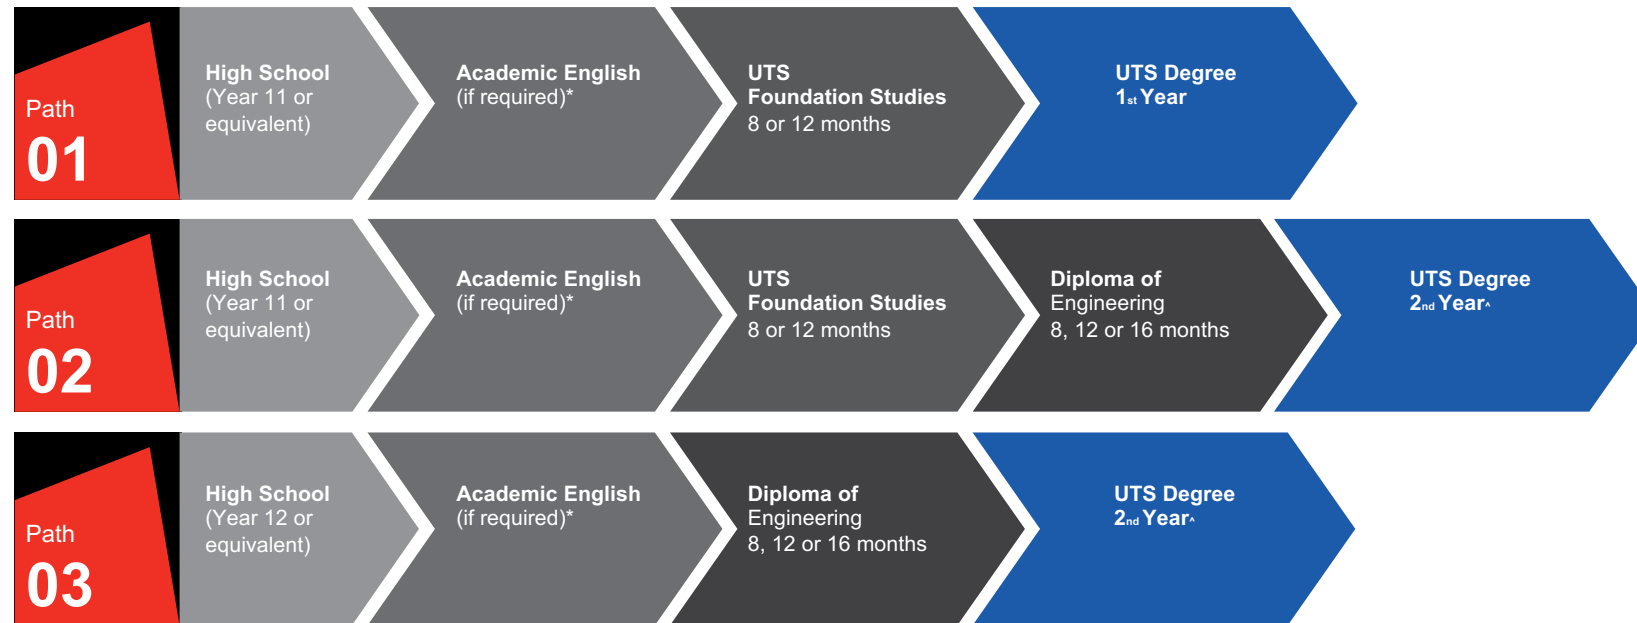 Path
01
High School
(Year 11 or
equivalent)
Academic English
(if required)*
UTS
Foundation Studies
8 or 12 months
UTS Degree
1st Year
Path
02
High School
(Year 11 or
equivalent)
Academic English
(if required)*
UTS
Foundation Studies
8 or 12 months
Diploma of
Engineering
8, 12 or 16 months
UTS Degree
2nd Year^
Path
03
High School
(Year 12 or
equivalent)
Academic English
(if required)*
Diploma of
Engineering
8, 12 or 16 months
UTS Degree
2nd Year^